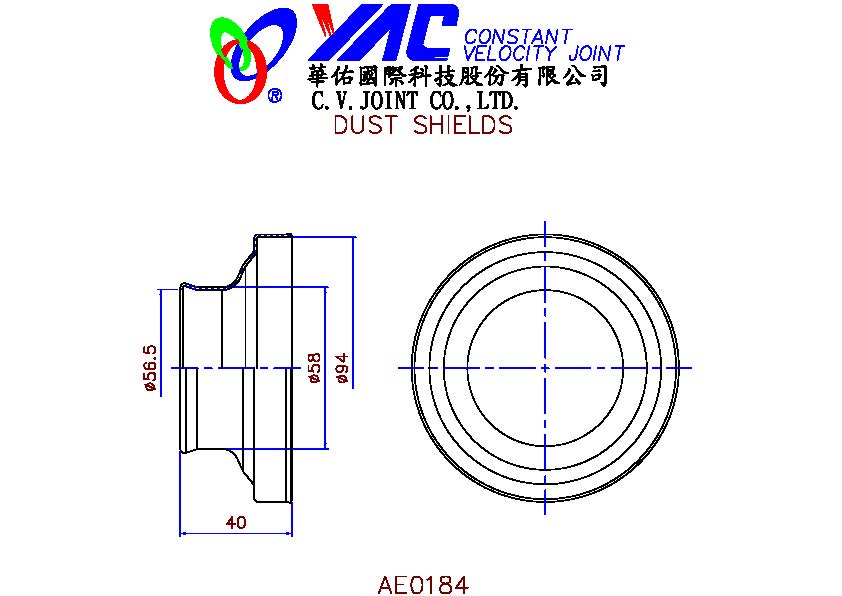 YAC CONSTANT
VELOCITY JOINT
®
華佑國際科技股份有限公司
C.V.JOINT CO.,LTD.
DUST SHIELDS
ø56.5
ø58
ø94
40
AE0184